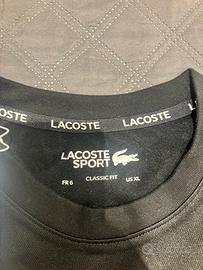 LACOSTE LACOSTE
LACOSTE
SPORT
FR 6 CLASSIC FIT US XL